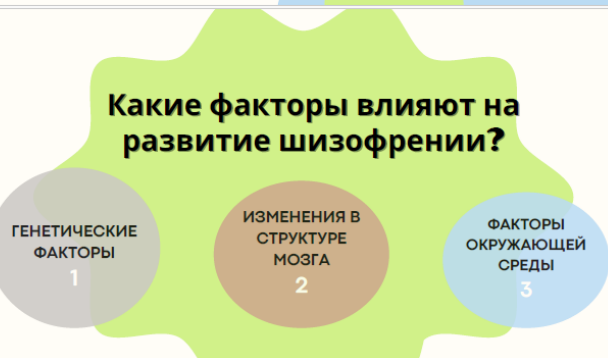 Какие факторы влияют на
развитие шизофрении?
ГЕНЕТИЧЕСКИЕ
ФАКТОРЫ
1
ИЗМЕНЕНИЯ В
СТРУКТУРЕ
МОЗГА
2
ФАКТОРЫ
ОКРУЖАЮЩЕЙ
СРЕДЫ
3